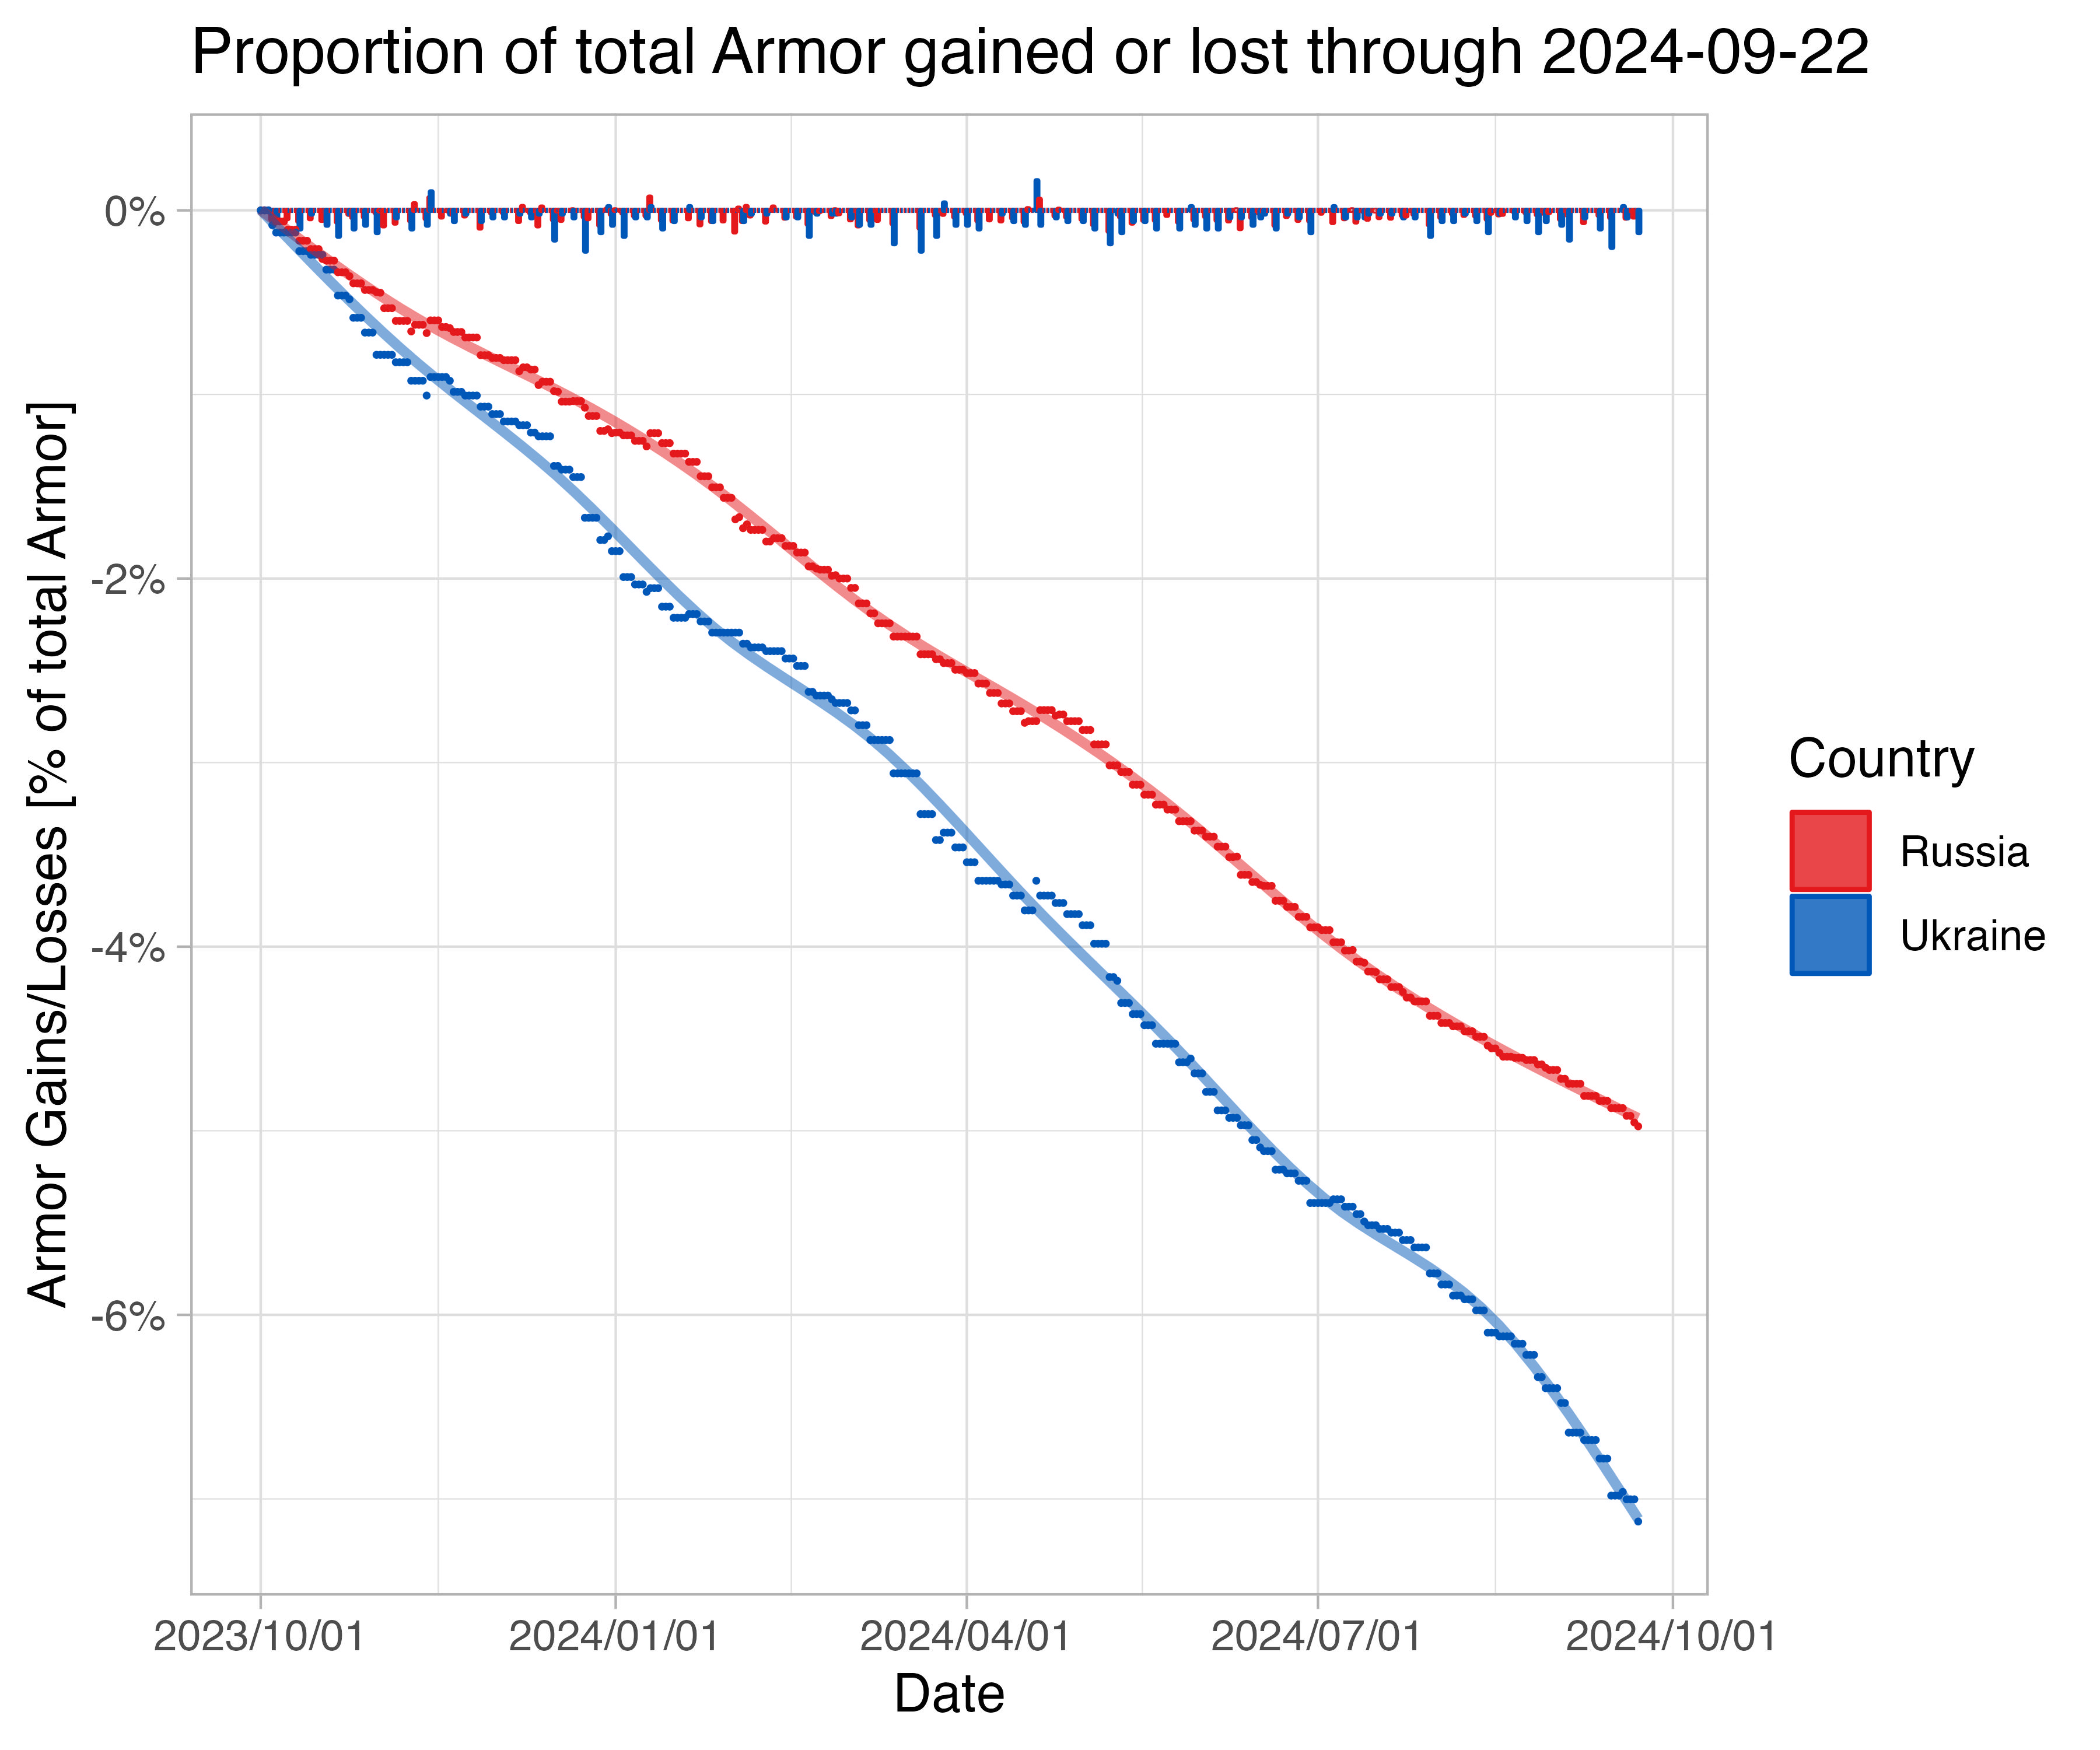 Proportion of total Armor gained or lost through 2024-09-22
Armor Gains/Losses [% of total Armor]
0%
-2%
-4%
-6%
2023/10/01
2024/01/01
2024/04/01
2024/07/01
2024/10/01
Date
Country
Russia
Ukraine